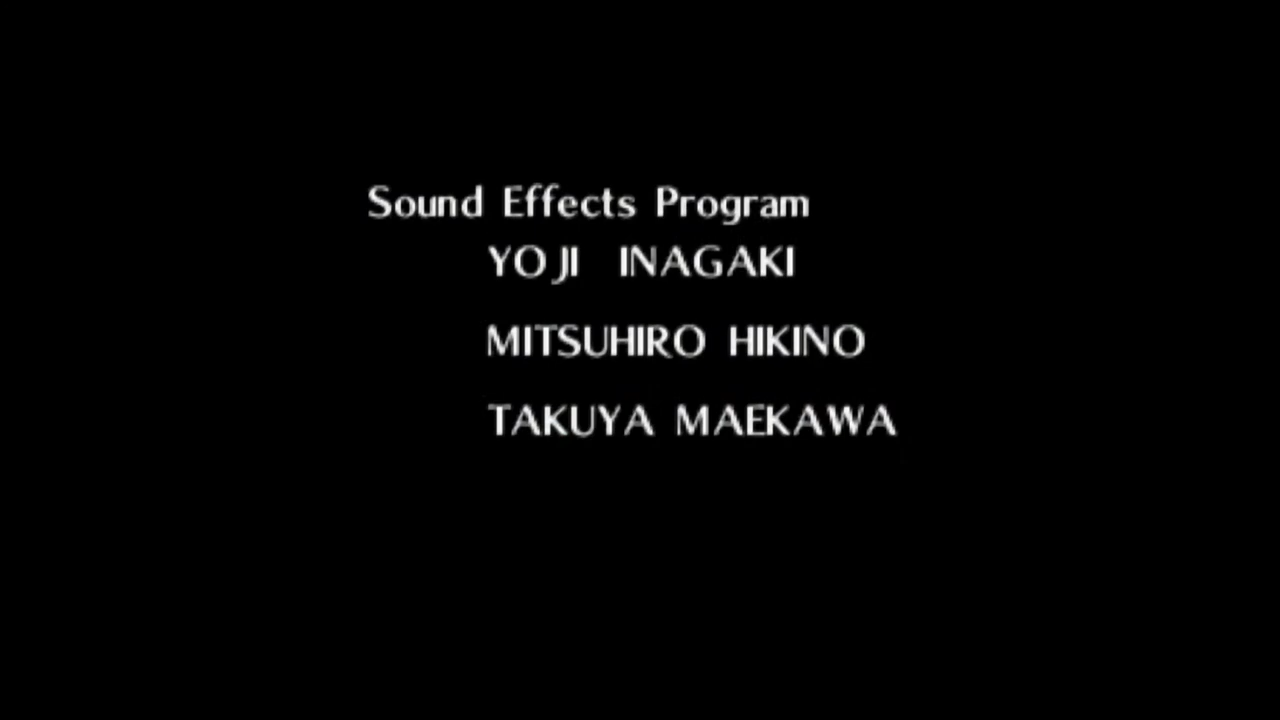 Sound Effects Program
YOJI INAGAKI
MITSUHIRO HIKINO
TAKUYA MAEKAWA